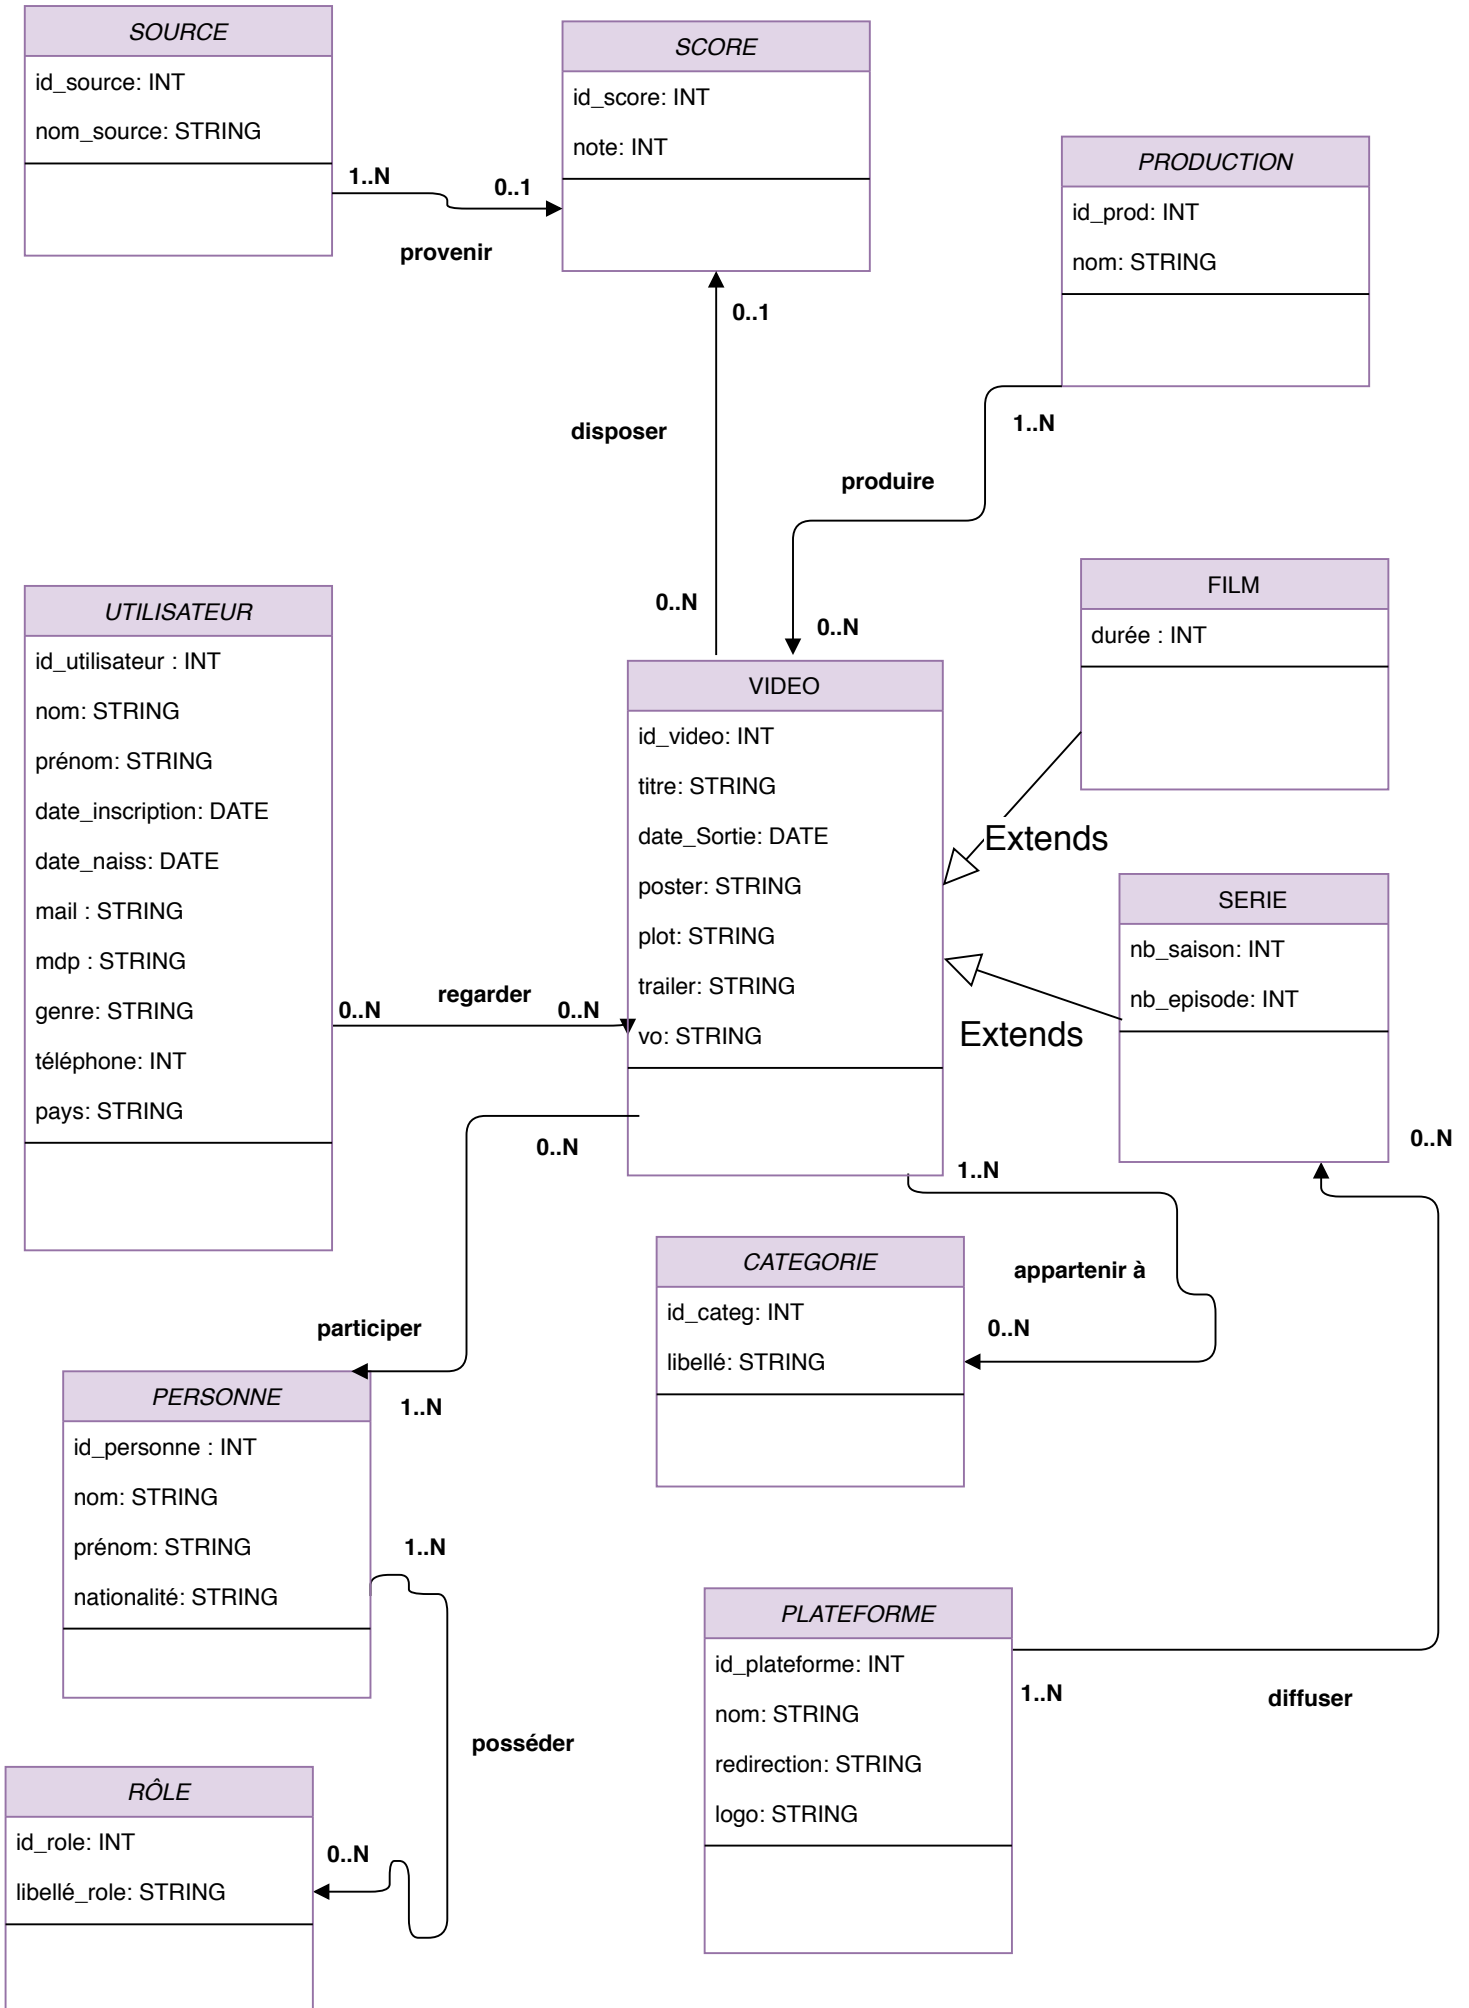 SOURCE
id_source: INT
nom_source: STRING
SCORE
id_score: INT
note: INT
1..N
0..1
provenir
PRODUCTION
id_prod: INT
nom: STRING
0..1
disposer
1..N
produire
0..N
0..N
UTILISATEUR
id_utilisateur : INT
nom: STRING
prénom: STRING
date_inscription: DATE
date_naiss: DATE
mail : STRING
mdp : STRING
genre: STRING
téléphone: INT
pays: STRING
0..N
regarder
0..N
VIDEO
id_video: INT
titre: STRING
date_Sortie: DATE
poster: STRING
plot: STRING
trailer: STRING
vo: STRING
FILM
durée : INT
Extends
SERIE
nb_saison: INT
nb_episode: INT
Extends
0..N
0..N
1..N
CATEGORIE
id_categ: INT
libellé: STRING
appartenir à
0..N
participer
1..N
PERSONNE
id_personne : INT
nom: STRING
prénom: STRING
nationalité: STRING
1..N
posséder
RÔLE
id_role: INT
libellé_role: STRING
0..N
PLATEFORME
id_plateforme: INT
nom: STRING
redirection: STRING
logo: STRING
1..N
diffuser